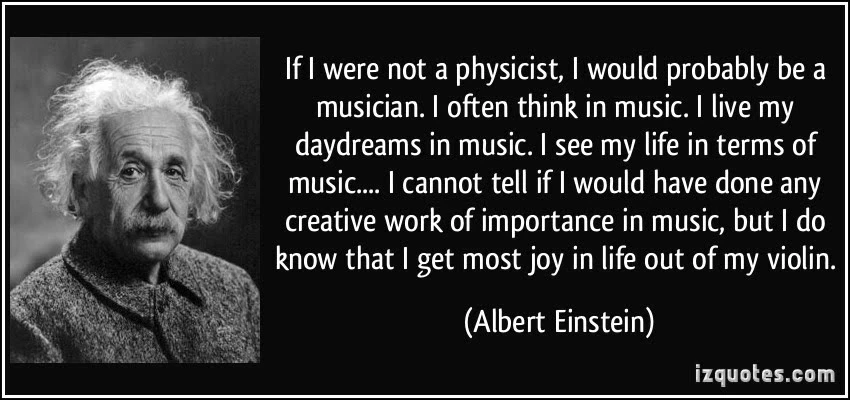 If I were not a physicist, I would probably be a
musician. I often think in music. I live my
daydreams in music. I see my life in terms of
music.... I cannot tell if I would have done any
creative work of importance in music, but I do
know that I get most joy in life out of my violin.
(Albert Einstein)
izquotes.com